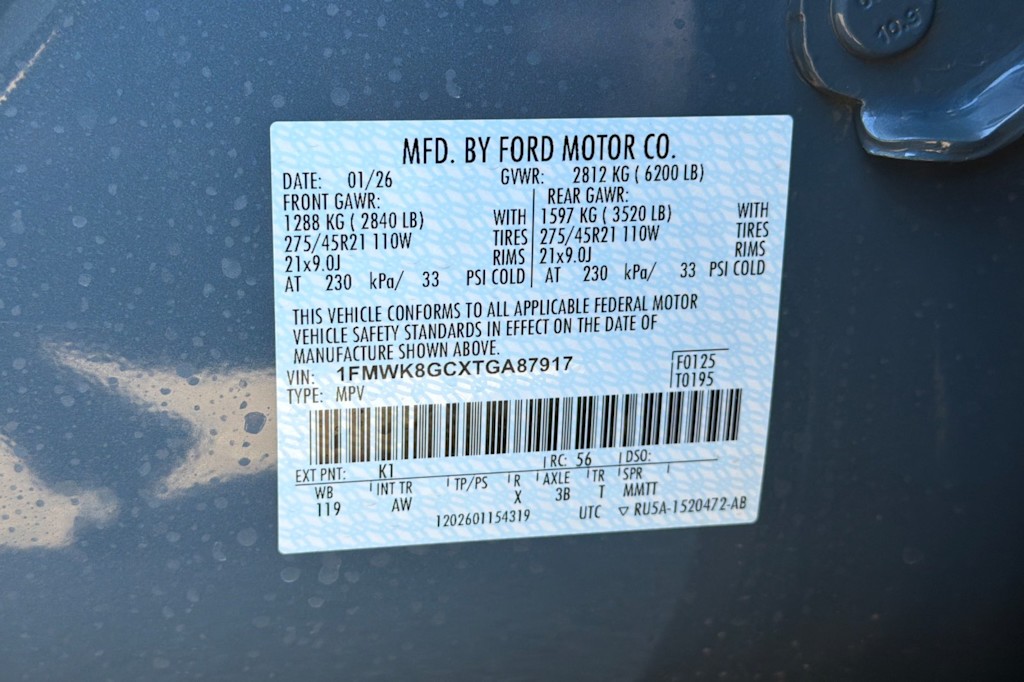 10.9
MFD. BY FORD MOTOR CO.
DATE: 01/26 GVWR: 2812 KG ( 6200 LB)
FRONT GAWR: REAR GAWR:
1288 KG ( 2840 LB) WITH 1597 KG ( 3520 LB) WITH
275/45R21 110W TIRES 275/45R21 110W TIRES
21x9.0J RIMS 21x9.0J RIMS
AT 230 kPa/ 33 PSI COLD AT 230 kPa/ 33 PSI COLD
THIS VEHICLE CONFORMS TO ALL APPLICABLE FEDERAL MOTOR
VEHICLE SAFETY STANDARDS IN EFFECT ON THE DATE OF
MANUFACTURE SHOWN ABOVE.
VIN: 1FMWK8GCXTGA87917 F0125
TYPE: MPV T0195
EXT PNT: K1 RC: 56 DSO:
WB INT TR TP/PS R AXLE TR SPR
119 AW X 3B T MMTT
1202601154319 UTC ▽ RU5A-1520472-AB